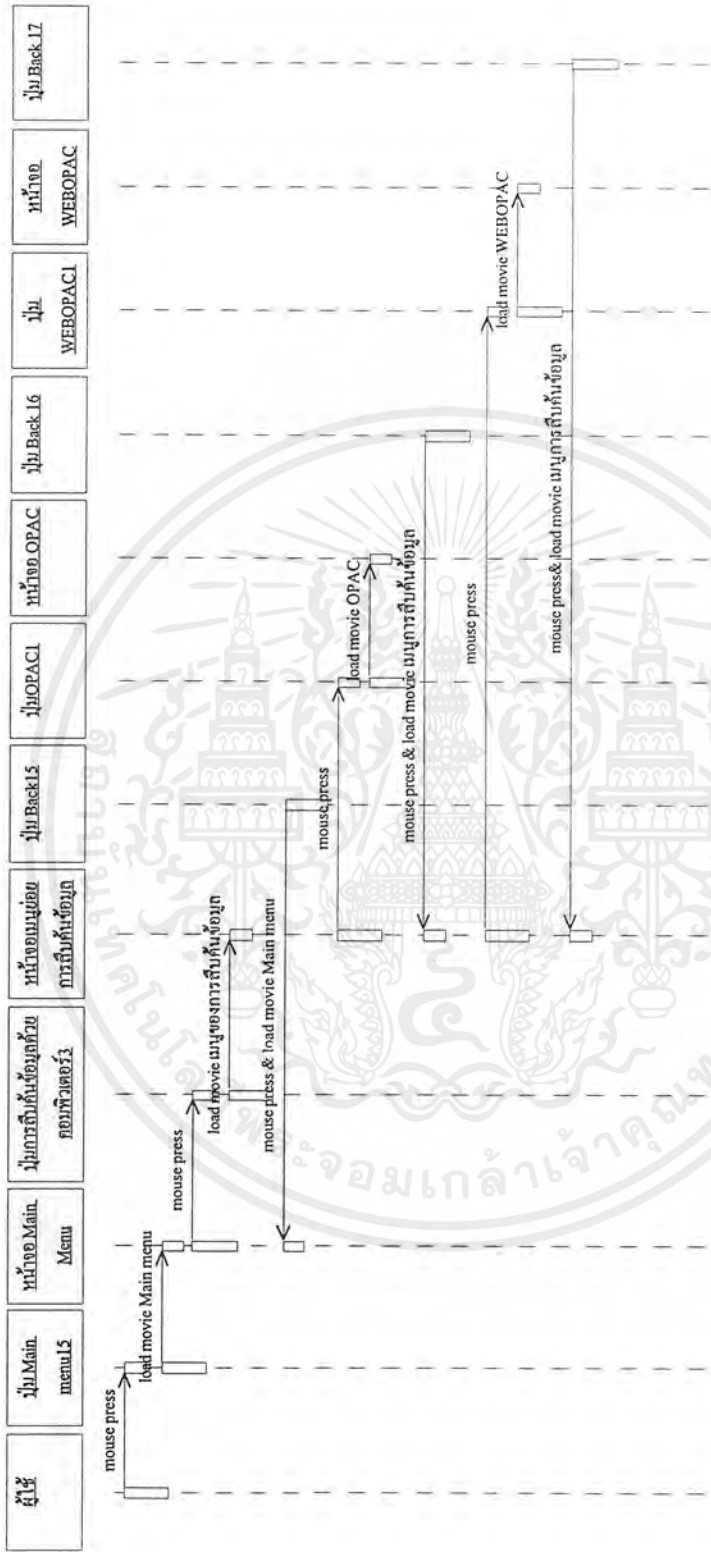 ผู้ใช้
ปุ่ม Main
menu15
หน้าจอ Main
Menu
ปุ่มการสืบค้นข้อมูลด้วย
คอมพิวเตอร์3
หน้าจอเมนูย่อย
การสืบค้นข้อมูล
ปุ่ม Back15
ปุ่มOPAC1
หน้าจอ OPAC
ปุ่ม Back 16
ปุ่ม
WEBOPAC1
หน้าจอ
WEBOPAC
ปุ่ม Back 17
mouse press
load movie Main menu
mouse press
load movie เมนูของการสืบค้นข้อมูล
mouse press & load movie Main menu
mouse press
load movie OPAC
mouse press & load movie เมนูการสืบค้นข้อมูล
mouse press
load movie WEBOPAC
mouse press& load movie เมนูการสืบค้นข้อมูล